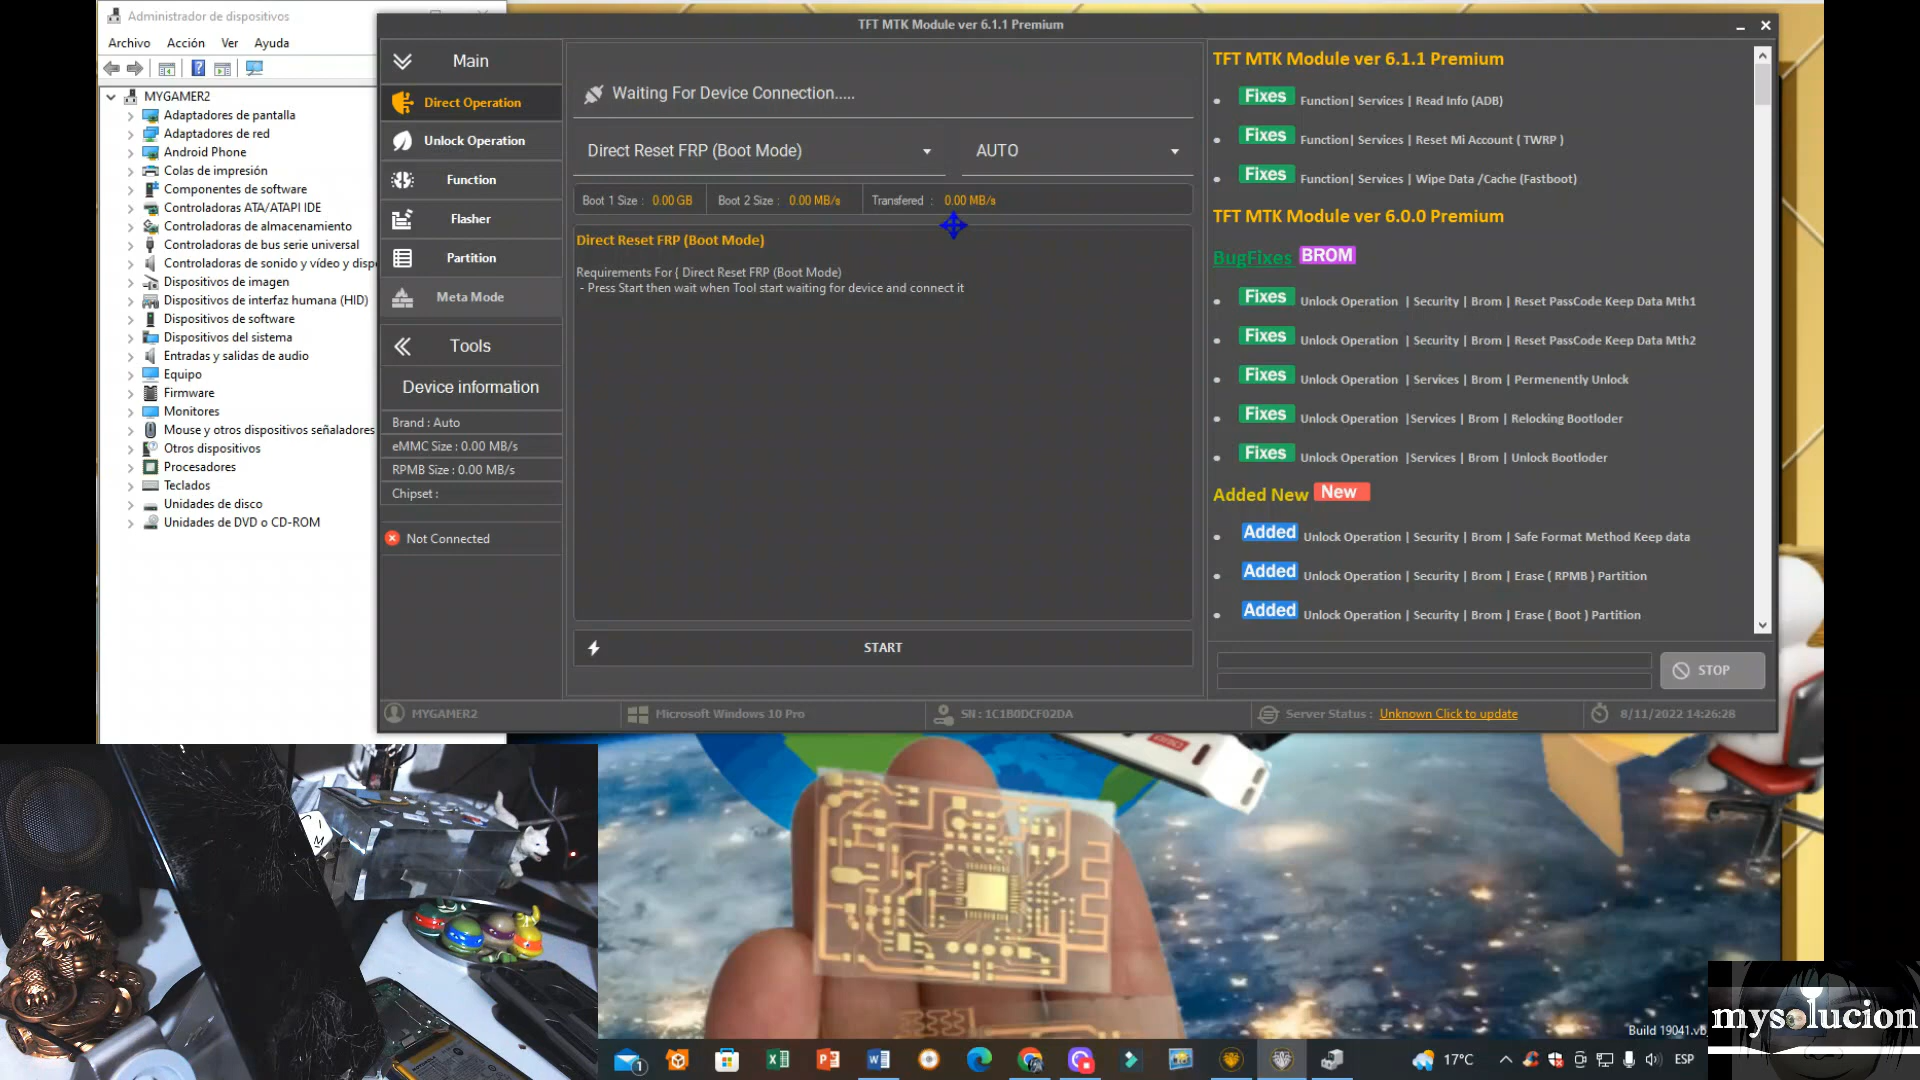 Administrador de dispositivos
Archivo Acción Ver Ayuda
MYGAMER2
Adaptadores de pantalla
Adaptadores de red
Android Phone
Colas de impresión
Componentes de software
Controladoras ATA/ATAPI IDE
Controladoras de almacenamiento
Controladoras de bus serie universal
Controladoras de sonido y vídeo y dispo
Dispositivos de imagen
Dispositivos de interfaz humana (HID)
Dispositivos de software
Dispositivos del sistema
Entradas y salidas de audio
Equipo
Firmware
Monitores
Mouse y otros dispositivos señaladores
Otros dispositivos
Procesadores
Teclados
Unidades de disco
Unidades de DVD o CD-ROM
TFT MTK Module ver 6.1.1 Premium
Main
Direct Operation
Unlock Operation
Function
Flasher
Partition
Meta Mode
Tools
Device information
Brand : Auto
eMMC Size : 0.00 MB/s
RPMB Size : 0.00 MB/s
Chipset :
Not Connected
Waiting For Device Connection.....
Direct Reset FRP (Boot Mode) AUTO
Boot 1 Size : 0.00 GB Boot 2 Size : 0.00 MB/s Transfered : 0.00 MB/s
Direct Reset FRP (Boot Mode)
Requirements For { Direct Reset FRP (Boot Mode)
- Press Start then wait when Tool start waiting for device and connect it
START
TFT MTK Module ver 6.1.1 Premium
Fixes Function| Services | Read Info (ADB)
Fixes Function| Services | Reset Mi Account ( TWRP )
Fixes Function| Services | Wipe Data /Cache (Fastboot)
TFT MTK Module ver 6.0.0 Premium
BugFixes BROM
Fixes Unlock Operation | Security | Brom | Reset PassCode Keep Data Mth1
Fixes Unlock Operation | Security | Brom | Reset PassCode Keep Data Mth2
Fixes Unlock Operation | Services | Brom | Permenently Unlock
Fixes Unlock Operation |Services | Brom | Relocking Bootloder
Fixes Unlock Operation |Services | Brom | Unlock Bootloder
Added New New
Added Unlock Operation | Security | Brom | Safe Format Method Keep data
Added Unlock Operation | Security | Brom | Erase ( RPMB ) Partition
Added Unlock Operation | Security | Brom | Erase ( Boot ) Partition
STOP
MYGAMER2 Microsoft Windows 10 Pro SN : 1C1B0DCF02DA Server Status : Unknown Click to update 8/11/2022 14:26:28
Build 19041.vb
mysolucion
17°C ESP